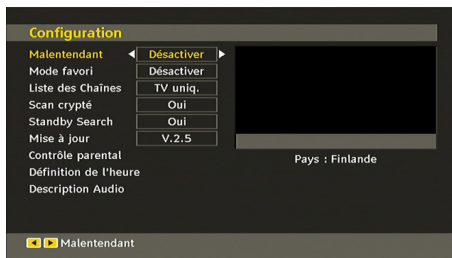 Configuration
Malentendant Désactiver
Mode favori Désactiver
Liste des Chaînes TV uniq.
Scan crypté Oui
Standby Search Oui
Mise à jour V.2.5
Contrôle parental
Définition de l'heure
Description Audio
Pays : Finlande
Malentendant